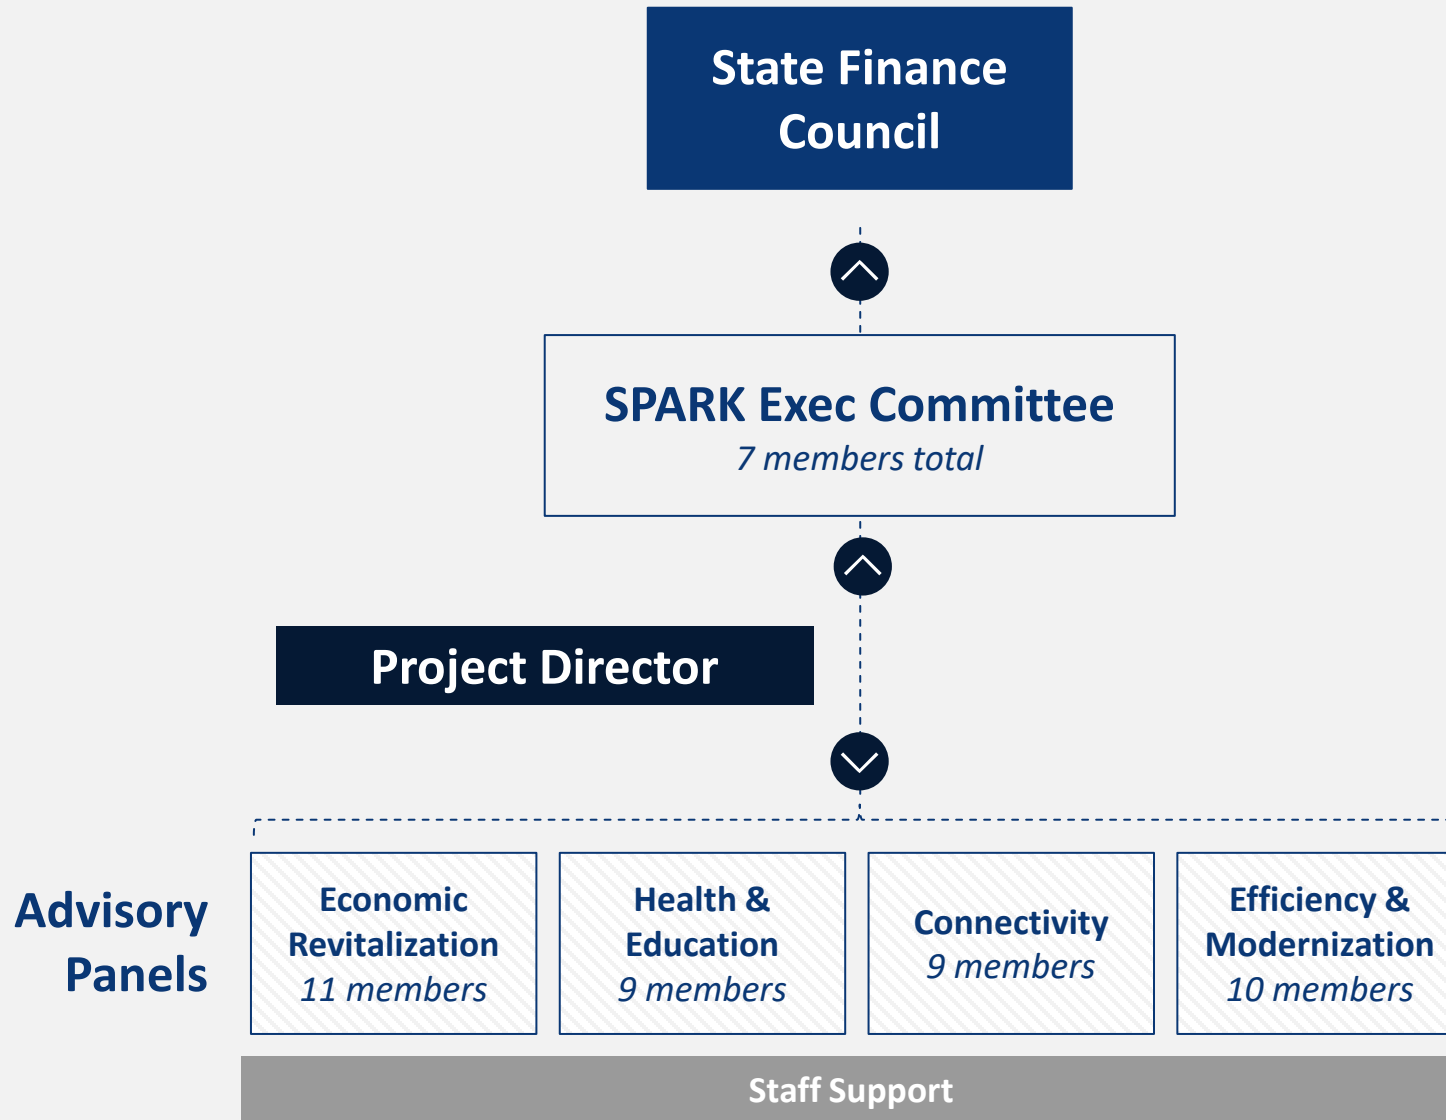 State Finance
Council
SPARK Exec Committee
7 members total
Project Director
Advisory
Panels
Economic
Revitalization
11 members
Health &
Education
9 members
Connectivity
9 members
Efficiency &
Modernization
10 members
Staff Support